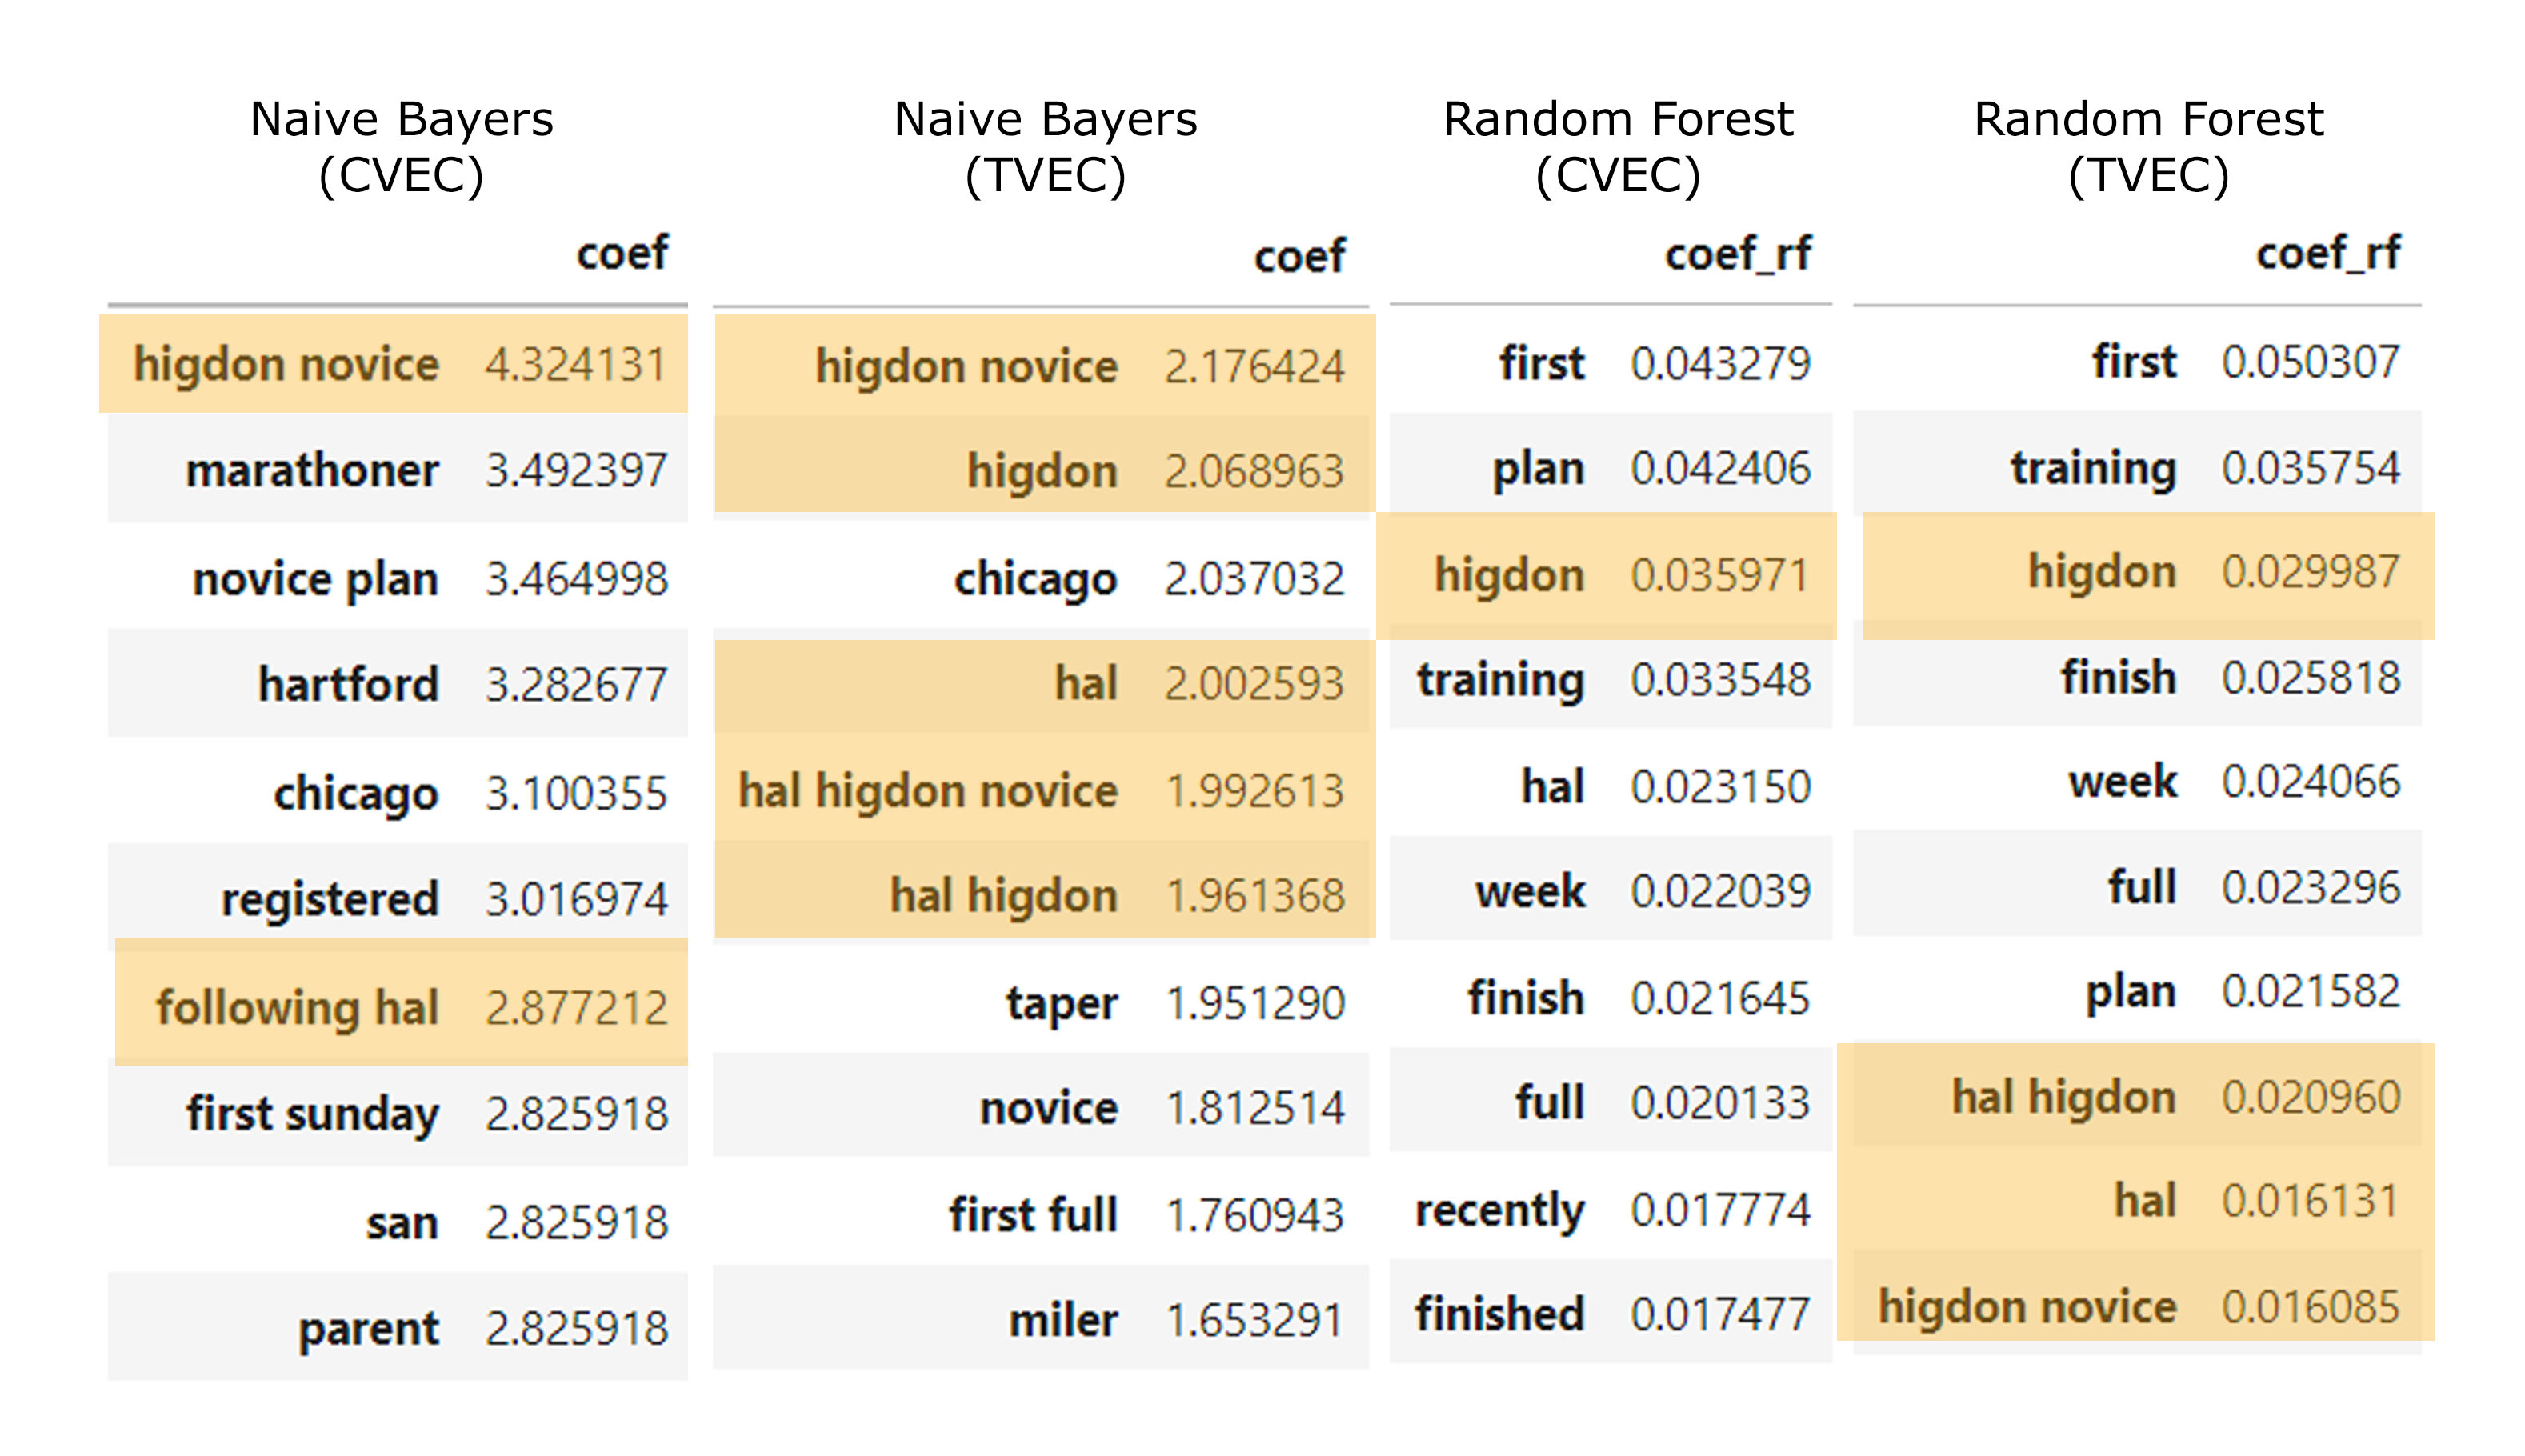 Naive Bayers
(CVEC)
coef
higdon novice 4.324131
marathoner 3.492397
novice plan 3.464998
hartford 3.282677
chicago 3.100355
registered 3.016974
following hal 2.877212
first sunday 2.825918
san 2.825918
parent 2.825918
Naive Bayers
(TVEC)
coef
higdon novice 2.176424
higdon 2.068963
chicago 2.037032
hal 2.002593
hal higdon novice 1.992613
hal higdon 1.961368
taper 1.951290
novice 1.812514
first full 1.760943
miler 1.653291
Random Forest
(CVEC)
coef_rf
first 0.043279
plan 0.042406
higdon 0.035971
training 0.033548
hal 0.023150
week 0.022039
finish 0.021645
full 0.020133
recently 0.017774
finished 0.017477
Random Forest
(TVEC)
coef_rf
first 0.050307
training 0.035754
higdon 0.029987
finish 0.025818
week 0.024066
full 0.023296
plan 0.021582
hal higdon 0.020960
hal 0.016131
higdon novice 0.016085